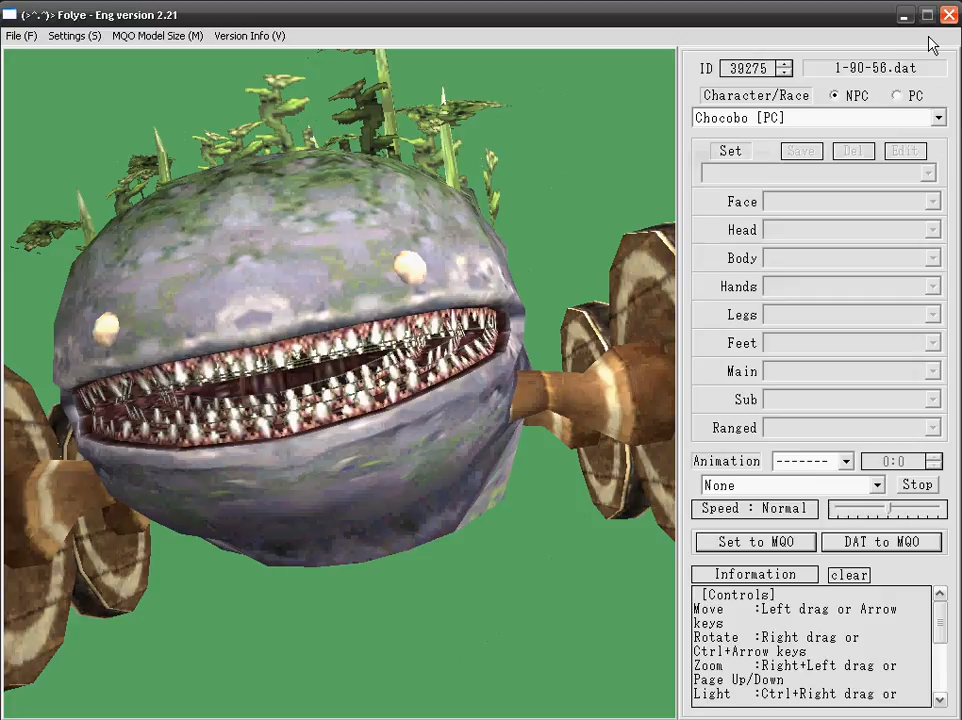 (>^.^)> Folye - Eng version 2.21
File (F) Settings (S) MQO Model Size (M) Version Info (V)
ID 39275 1-90-56.dat
Character/Race NPC PC
Chocobo [PC]
Set Save Del Edit
Face
Head
Body
Hands
Legs
Feet
Main
Sub
Ranged
Animation ------- 0:0
None Stop
Speed : Normal
Set to MQO DAT to MQO
Information clear
[Controls]
Move :Left drag or Arrow
keys
Rotate :Right drag or
Ctrl+Arrow keys
Zoom :Right+Left drag or
Page Up/Down
Light :Ctrl+Right drag or